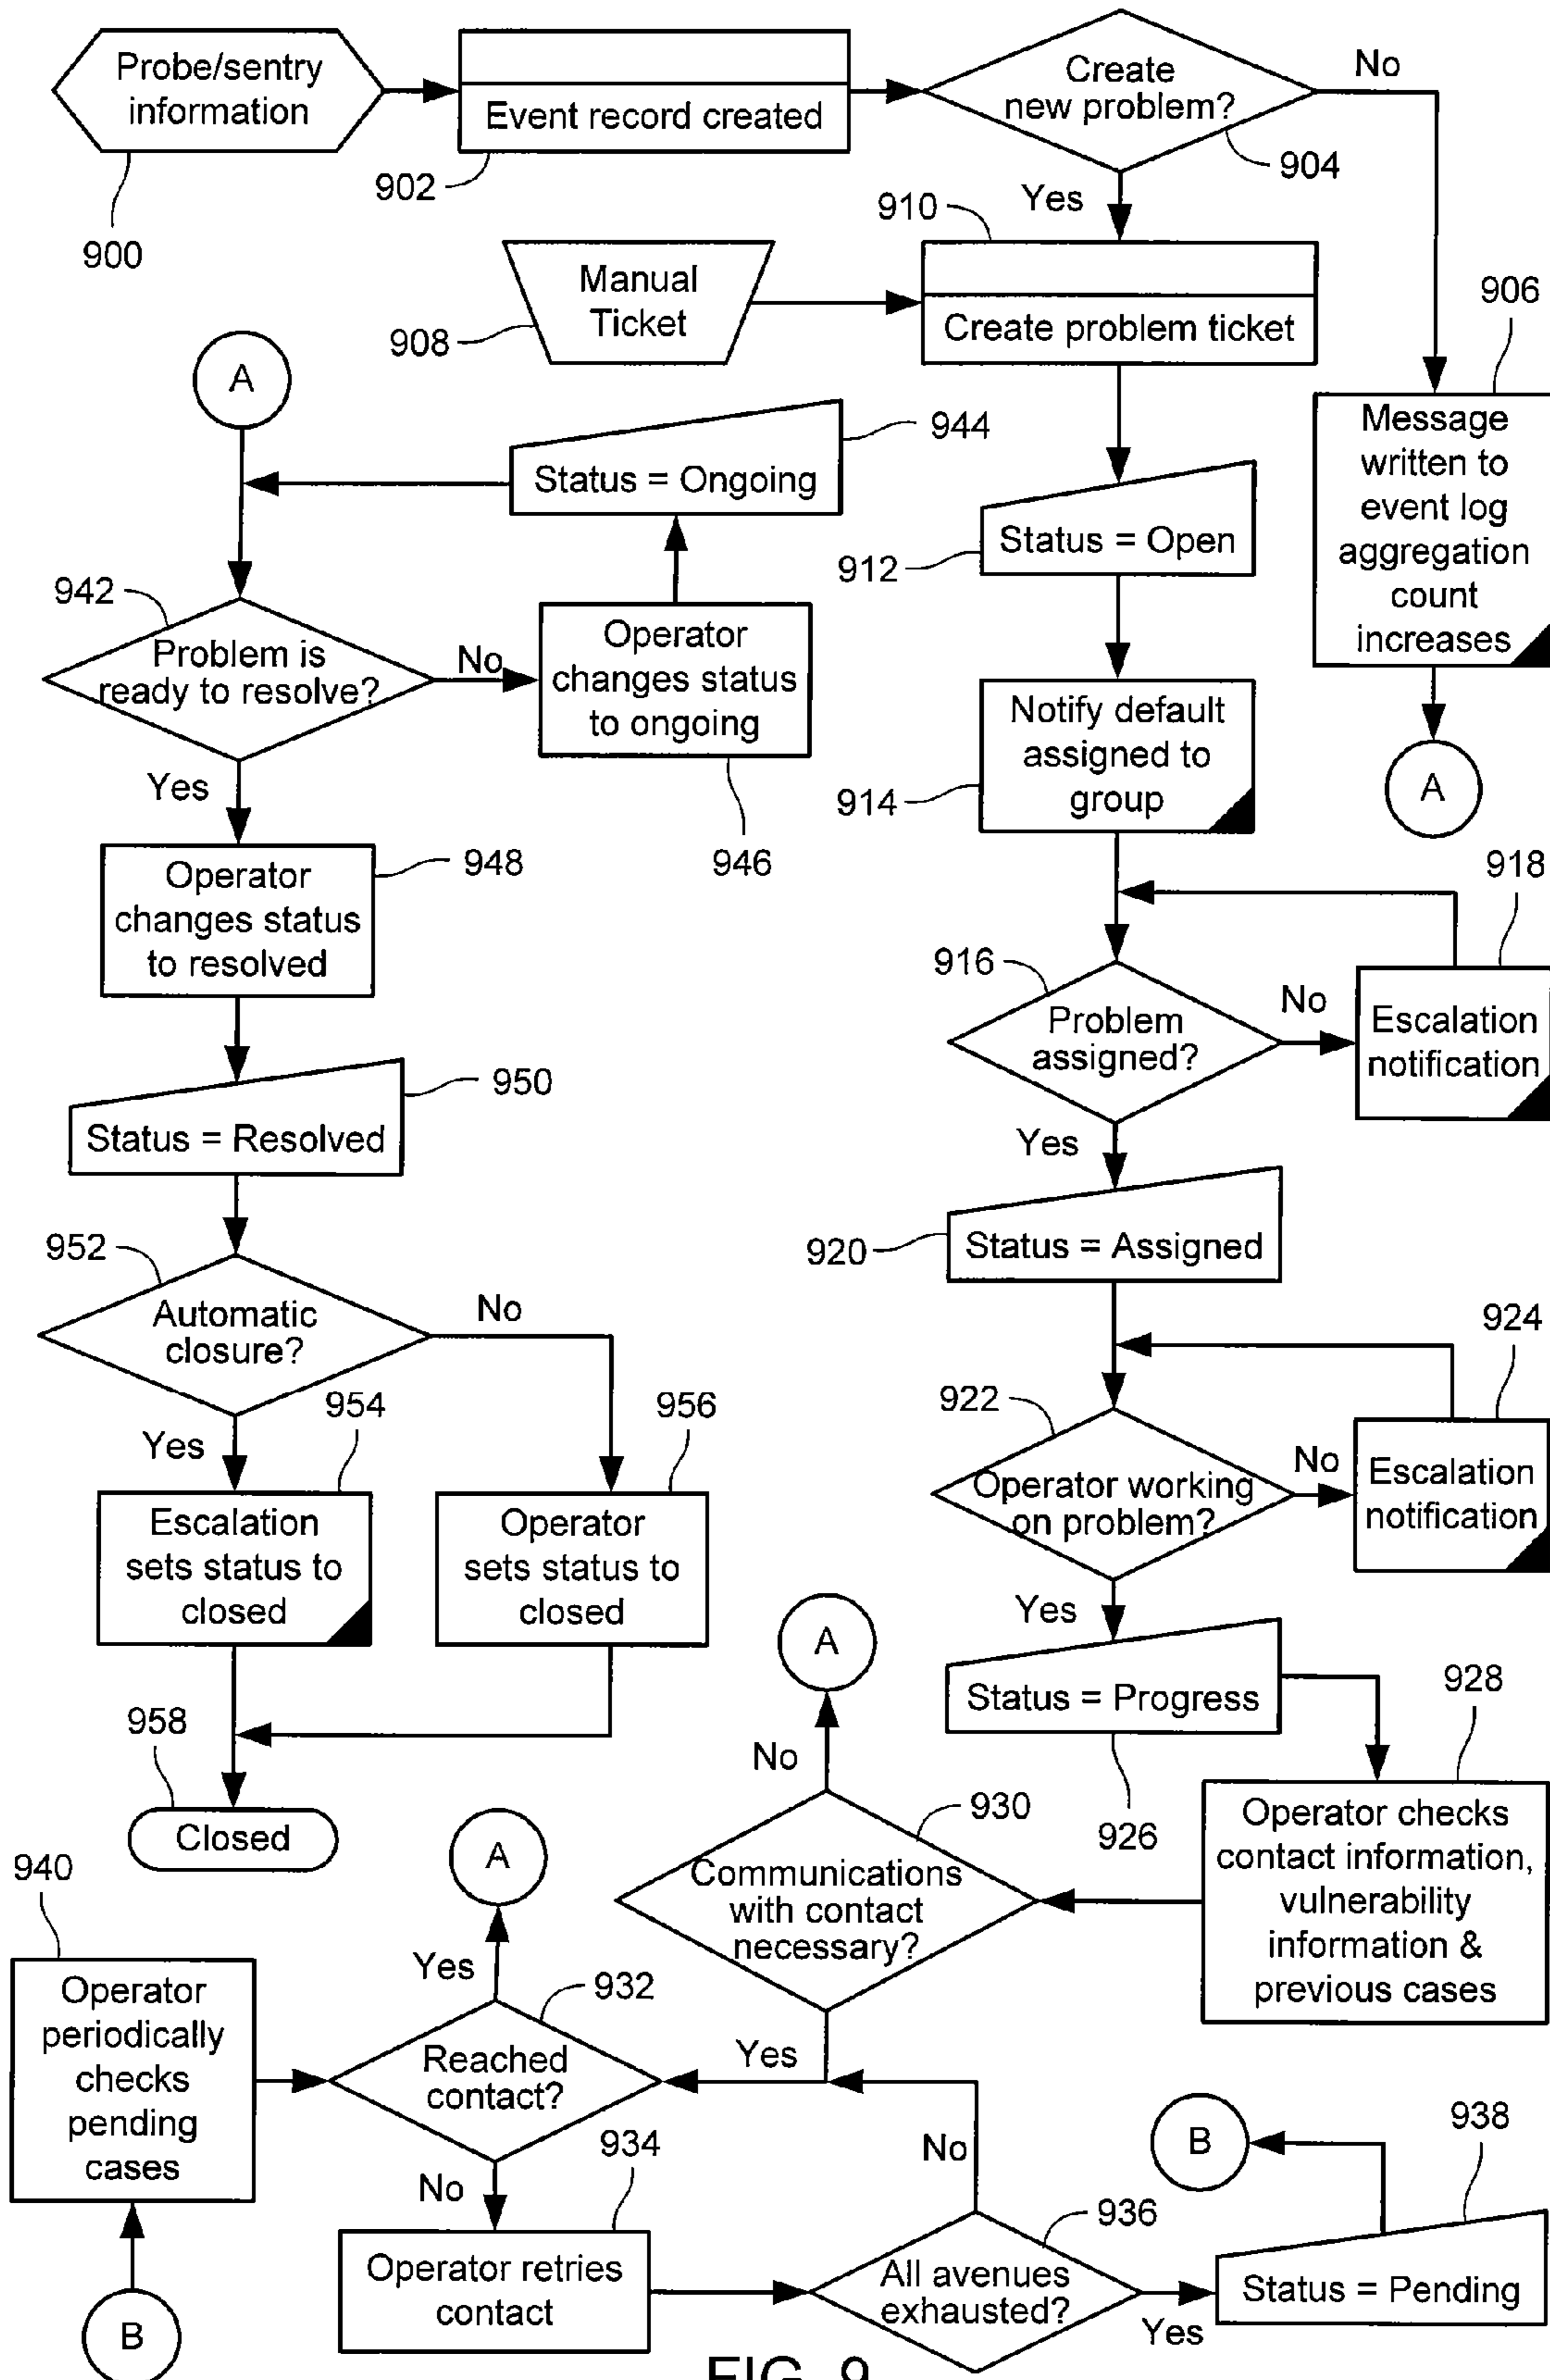 Probe/sentry
information
900
Event record created
902
Create
new problem?
904
No
Yes
910
Manual
Ticket
908
Create problem ticket
906
Message
written to
event log
aggregation
count
increases
A
A
944
Status = Ongoing
912
Status = Open
942
Problem is
ready to resolve?
No
Operator
changes status
to ongoing
946
Yes
914
Notify default
assigned to
group
948
Operator
changes status
to resolved
918
916
Problem
assigned?
No
Escalation
notification
Yes
950
Status = Resolved
920
Status = Assigned
952
Automatic
closure?
No
Yes
954
956
Escalation
sets status to
closed
Operator
sets status to
closed
924
922
Operator working
on problem?
No
Escalation
notification
Yes
A
Status = Progress
926
928
Operator checks
contact information,
vulnerability
information &
previous cases
958
Closed
No
930
Communications
with contact
necessary?
Yes
A
Yes
932
Reached
contact?
940
Operator
periodically
checks
pending
cases
B
No
934
Operator retries
contact
No
936
All avenues
exhausted?
Yes
B
938
Status = Pending
FIG. 9